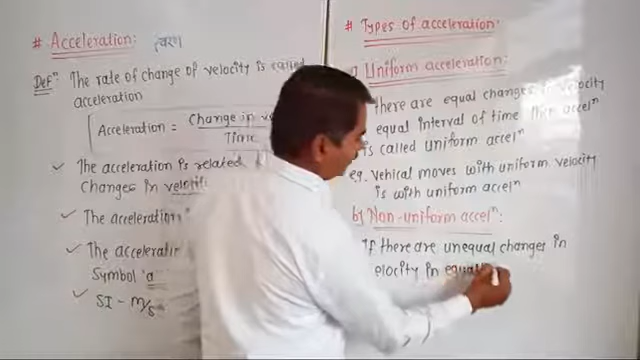 # Acceleration: त्वरण
Defⁿ The rate of change of velocity is called
acceleration
Acceleration = Change in
Time
✓ The acceleration is related
changes in velocity
✓ The acceleration
✓ The acceleration
Symbol 'a
✓ SI - m/s
# Types of acceleration:
Uniform acceleration:
there are equal changes in velocity
equal interval of time then accelⁿ
is called uniform accelⁿ
eg. Vehical moves with uniform velocity
is with uniform accelⁿ
b) Non-uniform accelⁿ:
If there are unequal changes in
elocity in equal